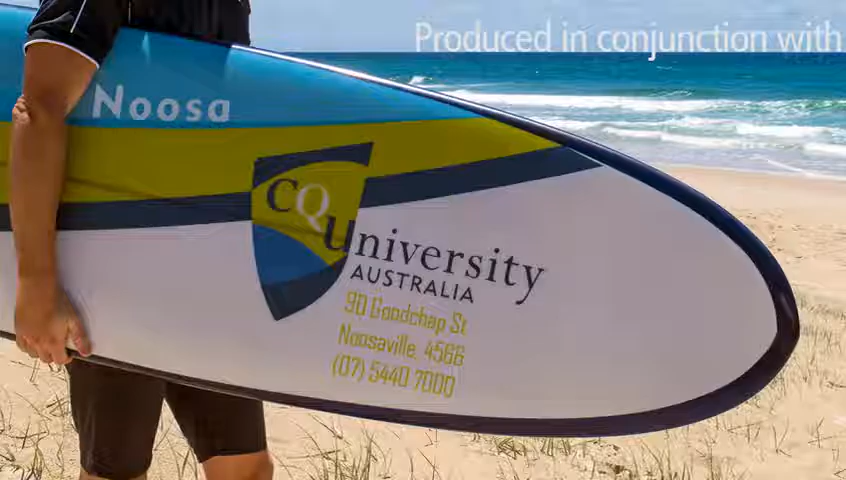 Produced in conjunction with
Noosa
CQUniversity
AUSTRALIA
90 Goodchap St
Noosaville, 4566
(07) 5440 7000